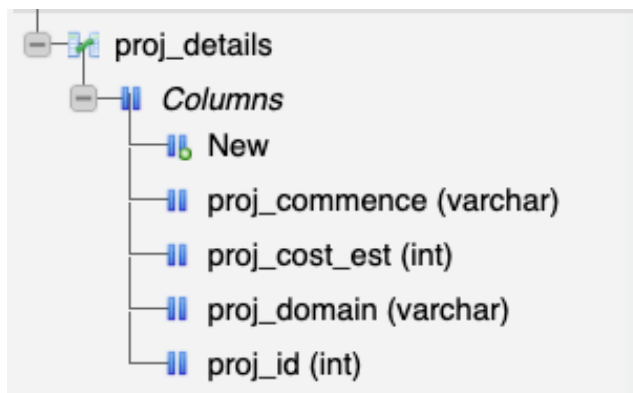 proj_details
Columns
New
proj_commence (varchar)
proj_cost_est (int)
proj_domain (varchar)
proj_id (int)